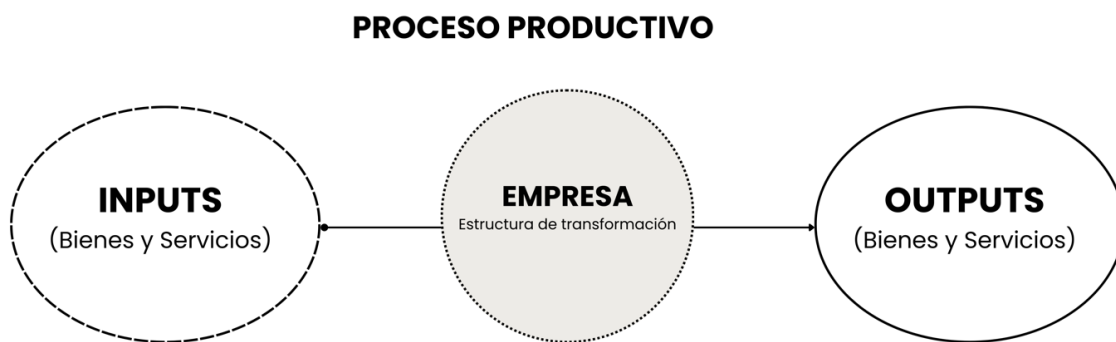 PROCESO PRODUCTIVO
INPUTS
(Bienes y Servicios)
EMPRESA
Estructura de transformación
OUTPUTS
(Bienes y Servicios)